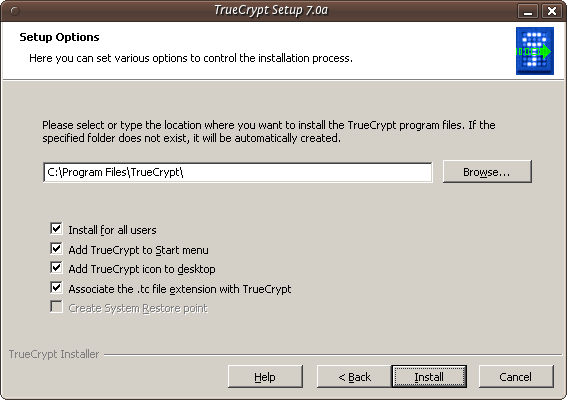 TrueCrypt Setup 7.0a
Setup Options
Here you can set various options to control the installation process.
Please select or type the location where you want to install the TrueCrypt program files. If the
specified folder does not exist, it will be automatically created.
C:\Program Files\TrueCrypt\
Browse...
Install for all users
Add TrueCrypt to Start menu
Add TrueCrypt icon to desktop
Associate the .tc file extension with TrueCrypt
Create System Restore point
TrueCrypt Installer
Help
< Back
Install
Cancel